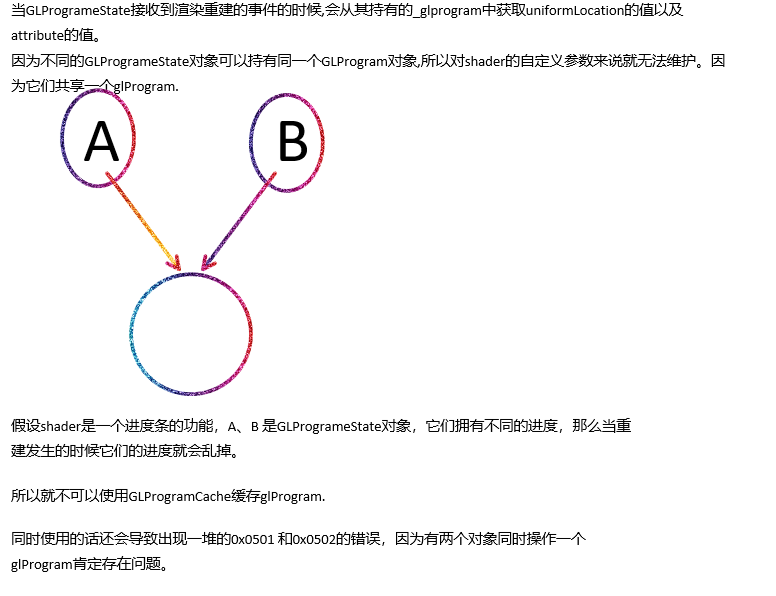 当GLProgrameState接收到渲染重建的事件的时候,会从其持有的_glprogram中获取uniformLocation的值以及
attribute的值。
因为不同的GLProgrameState对象可以持有同一个GLProgram对象,所以对shader的自定义参数来说就无法维护。因
为它们共享一个glProgram.
A
B
假设shader是一个进度条的功能，A、B 是GLProgrameState对象，它们拥有不同的进度，那么当重
建发生的时候它们的进度就会乱掉。
所以就不可以使用GLProgramCache缓存glProgram.
同时使用的话还会导致出现一堆的0x0501 和0x0502的错误，因为有两个对象同时操作一个
glProgram肯定存在问题。